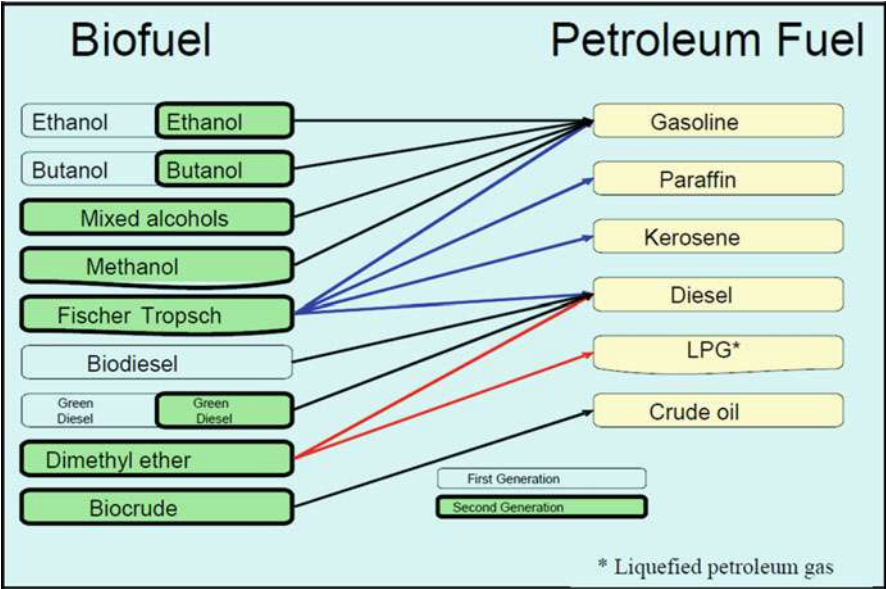 Biofuel
Petroleum Fuel
Ethanol
Ethanol
Gasoline
Butanol
Butanol
Paraffin
Mixed alcohols
Kerosene
Methanol
Fischer Tropsch
Diesel
Biodiesel
LPG*
Green
Diesel
Green
Diesel
Crude oil
Dimethyl ether
First Generation
Biocrude
Second Generation
* Liquefied petroleum gas